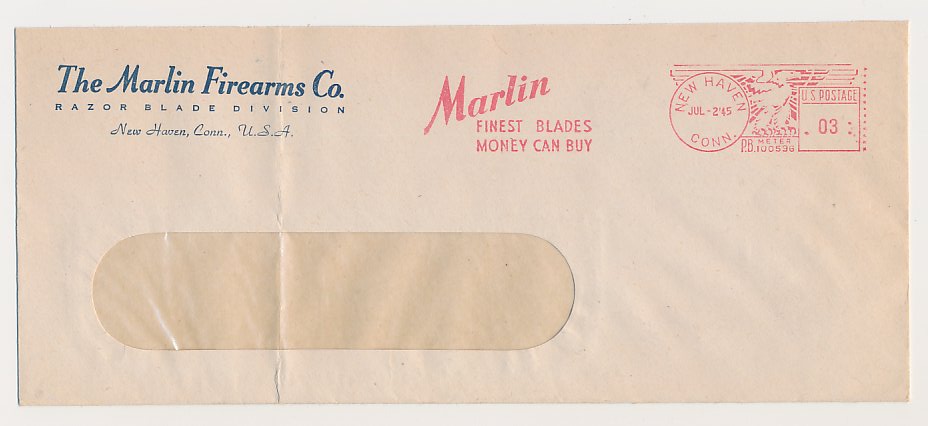 The Marlin Firearms Co.
RAZOR BLADE DIVISION
New Haven, Conn., U.S.A.
Marlin
FINEST BLADES
MONEY CAN BUY
NEW HAVEN
JUL-2'45
CONN.
U.S. POSTAGE
03
P.B. METER
100536